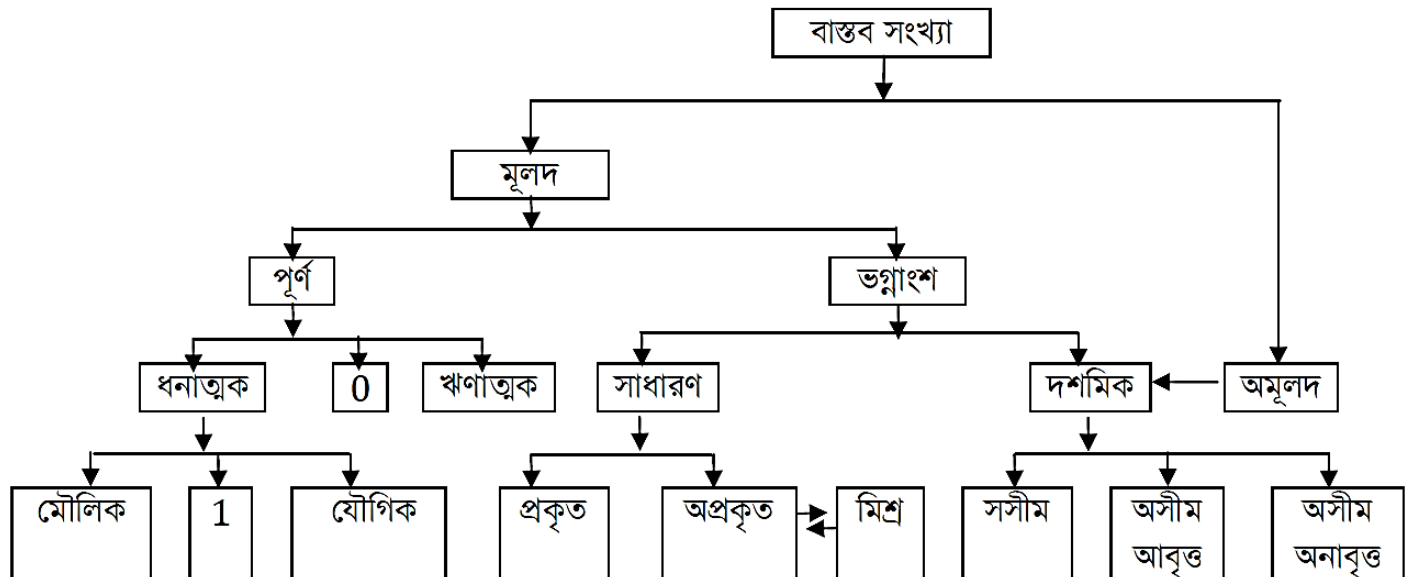 বাস্তব সংখ্যা
মূলদ
পূর্ণ ভগ্নাংশ
ধনাত্মক 0 ঋণাত্মক সাধারণ দশমিক অমূলদ
মৌলিক 1 যৌগিক প্রকৃত অপ্রকৃত মিশ্র সসীম অসীম অসীম
আবৃত্ত অনাবৃত্ত